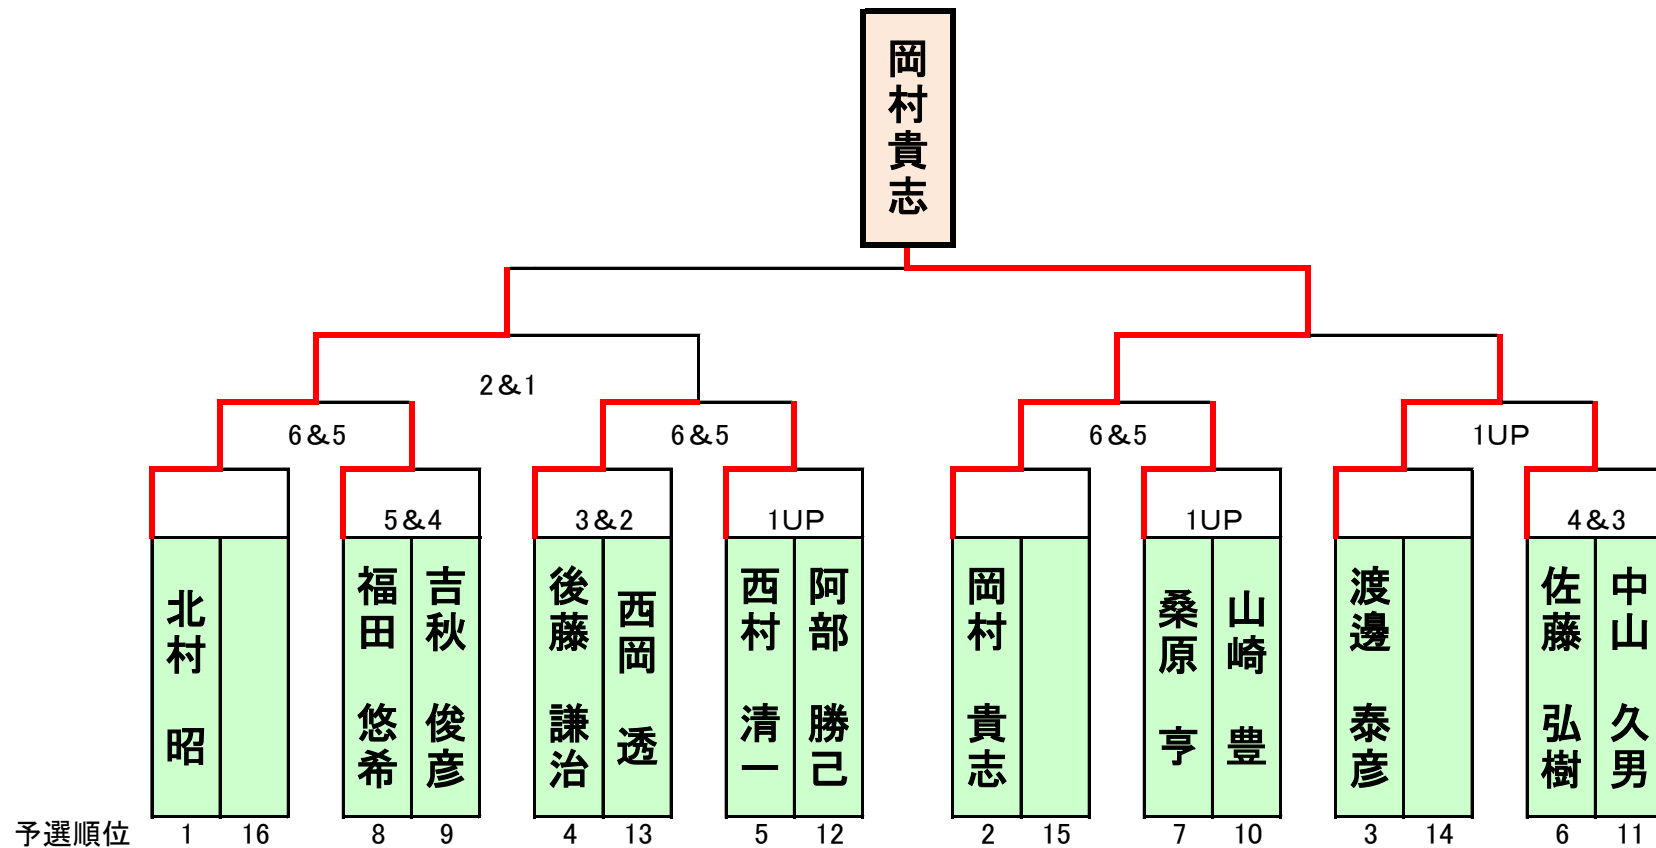 岡村貴志
2&1
6&5
6&5
6&5
1UP
5&4
3&2
1UP
1UP
4&3
北村 昭
福田 悠希
吉秋 俊彦
後藤 謙治
西岡 透
西村 清一
阿部 勝己
岡村 貴志
桑原 亨
山崎 豊
渡邊 泰彦
佐藤 弘樹
中山 久男
予選順位 1 16 8 9 4 13 5 12 2 15 7 10 3 14 6 11